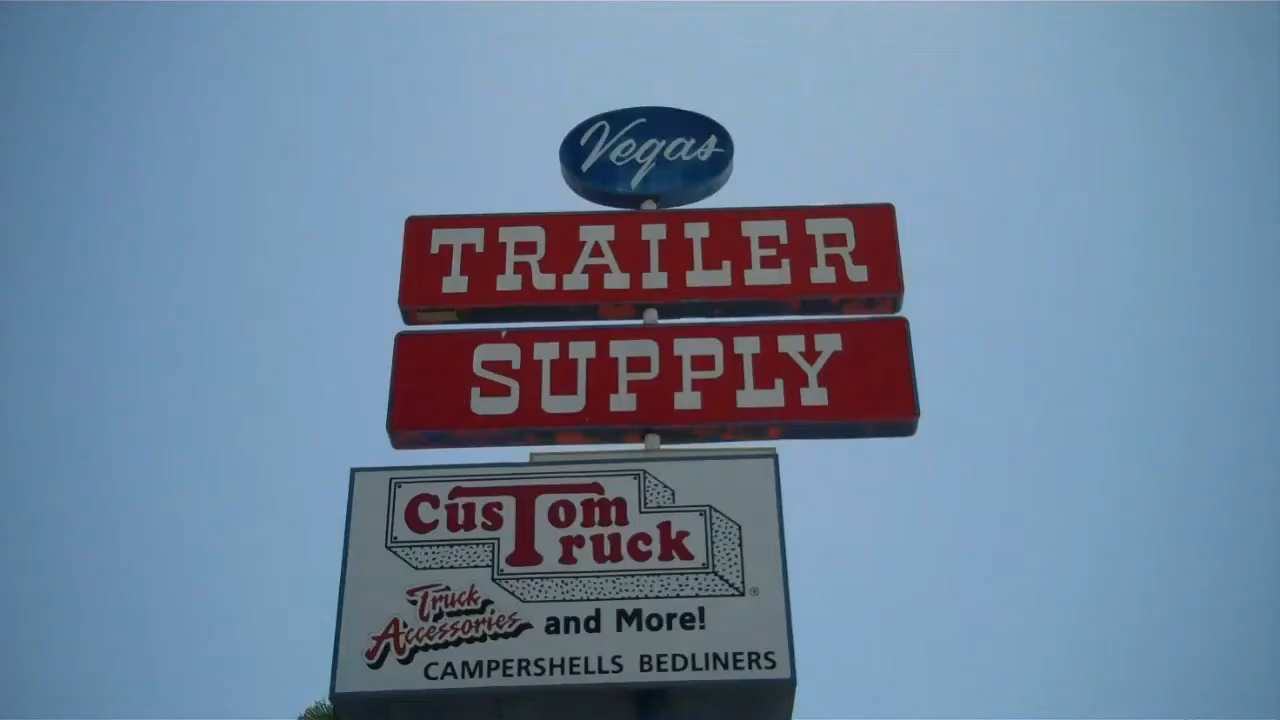 Vegas
TRAILER
SUPPLY
CusTom
Truck ®
Truck
Accessories and More!
CAMPERSHELLS BEDLINERS